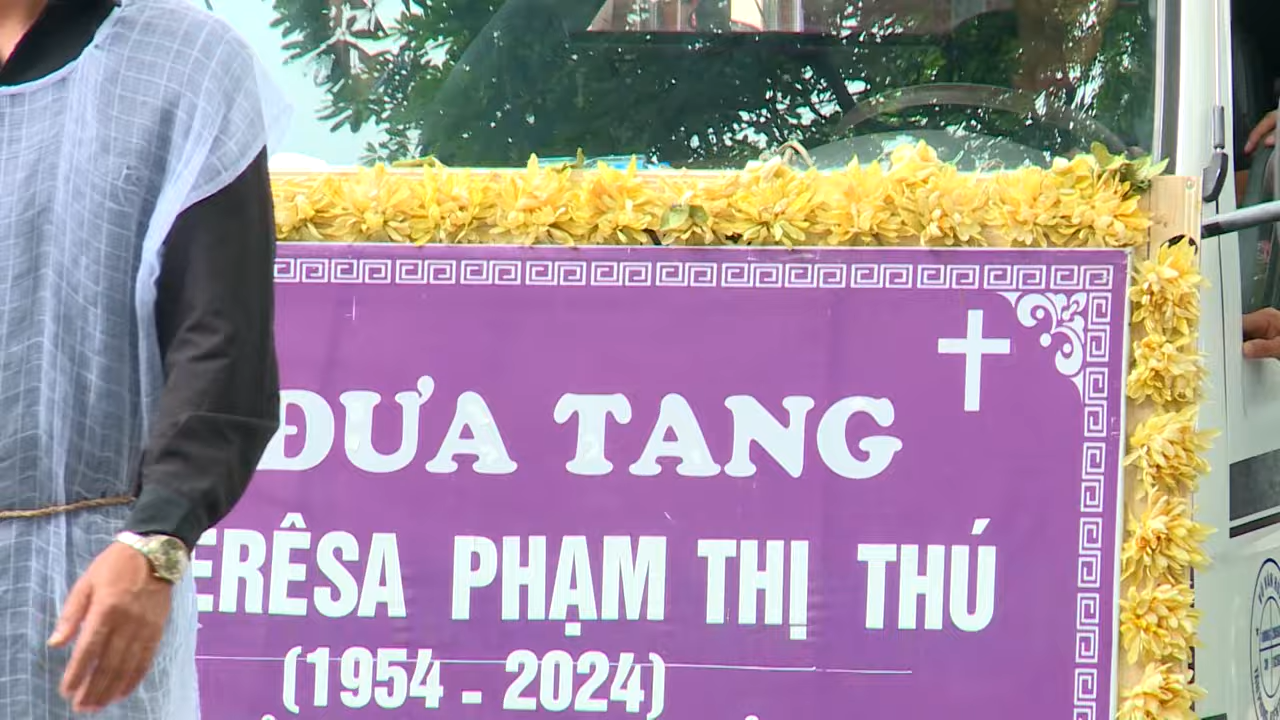 ĐƯA TANG
ERÊSA PHẠM THỊ THÚ
(1954 - 2024)